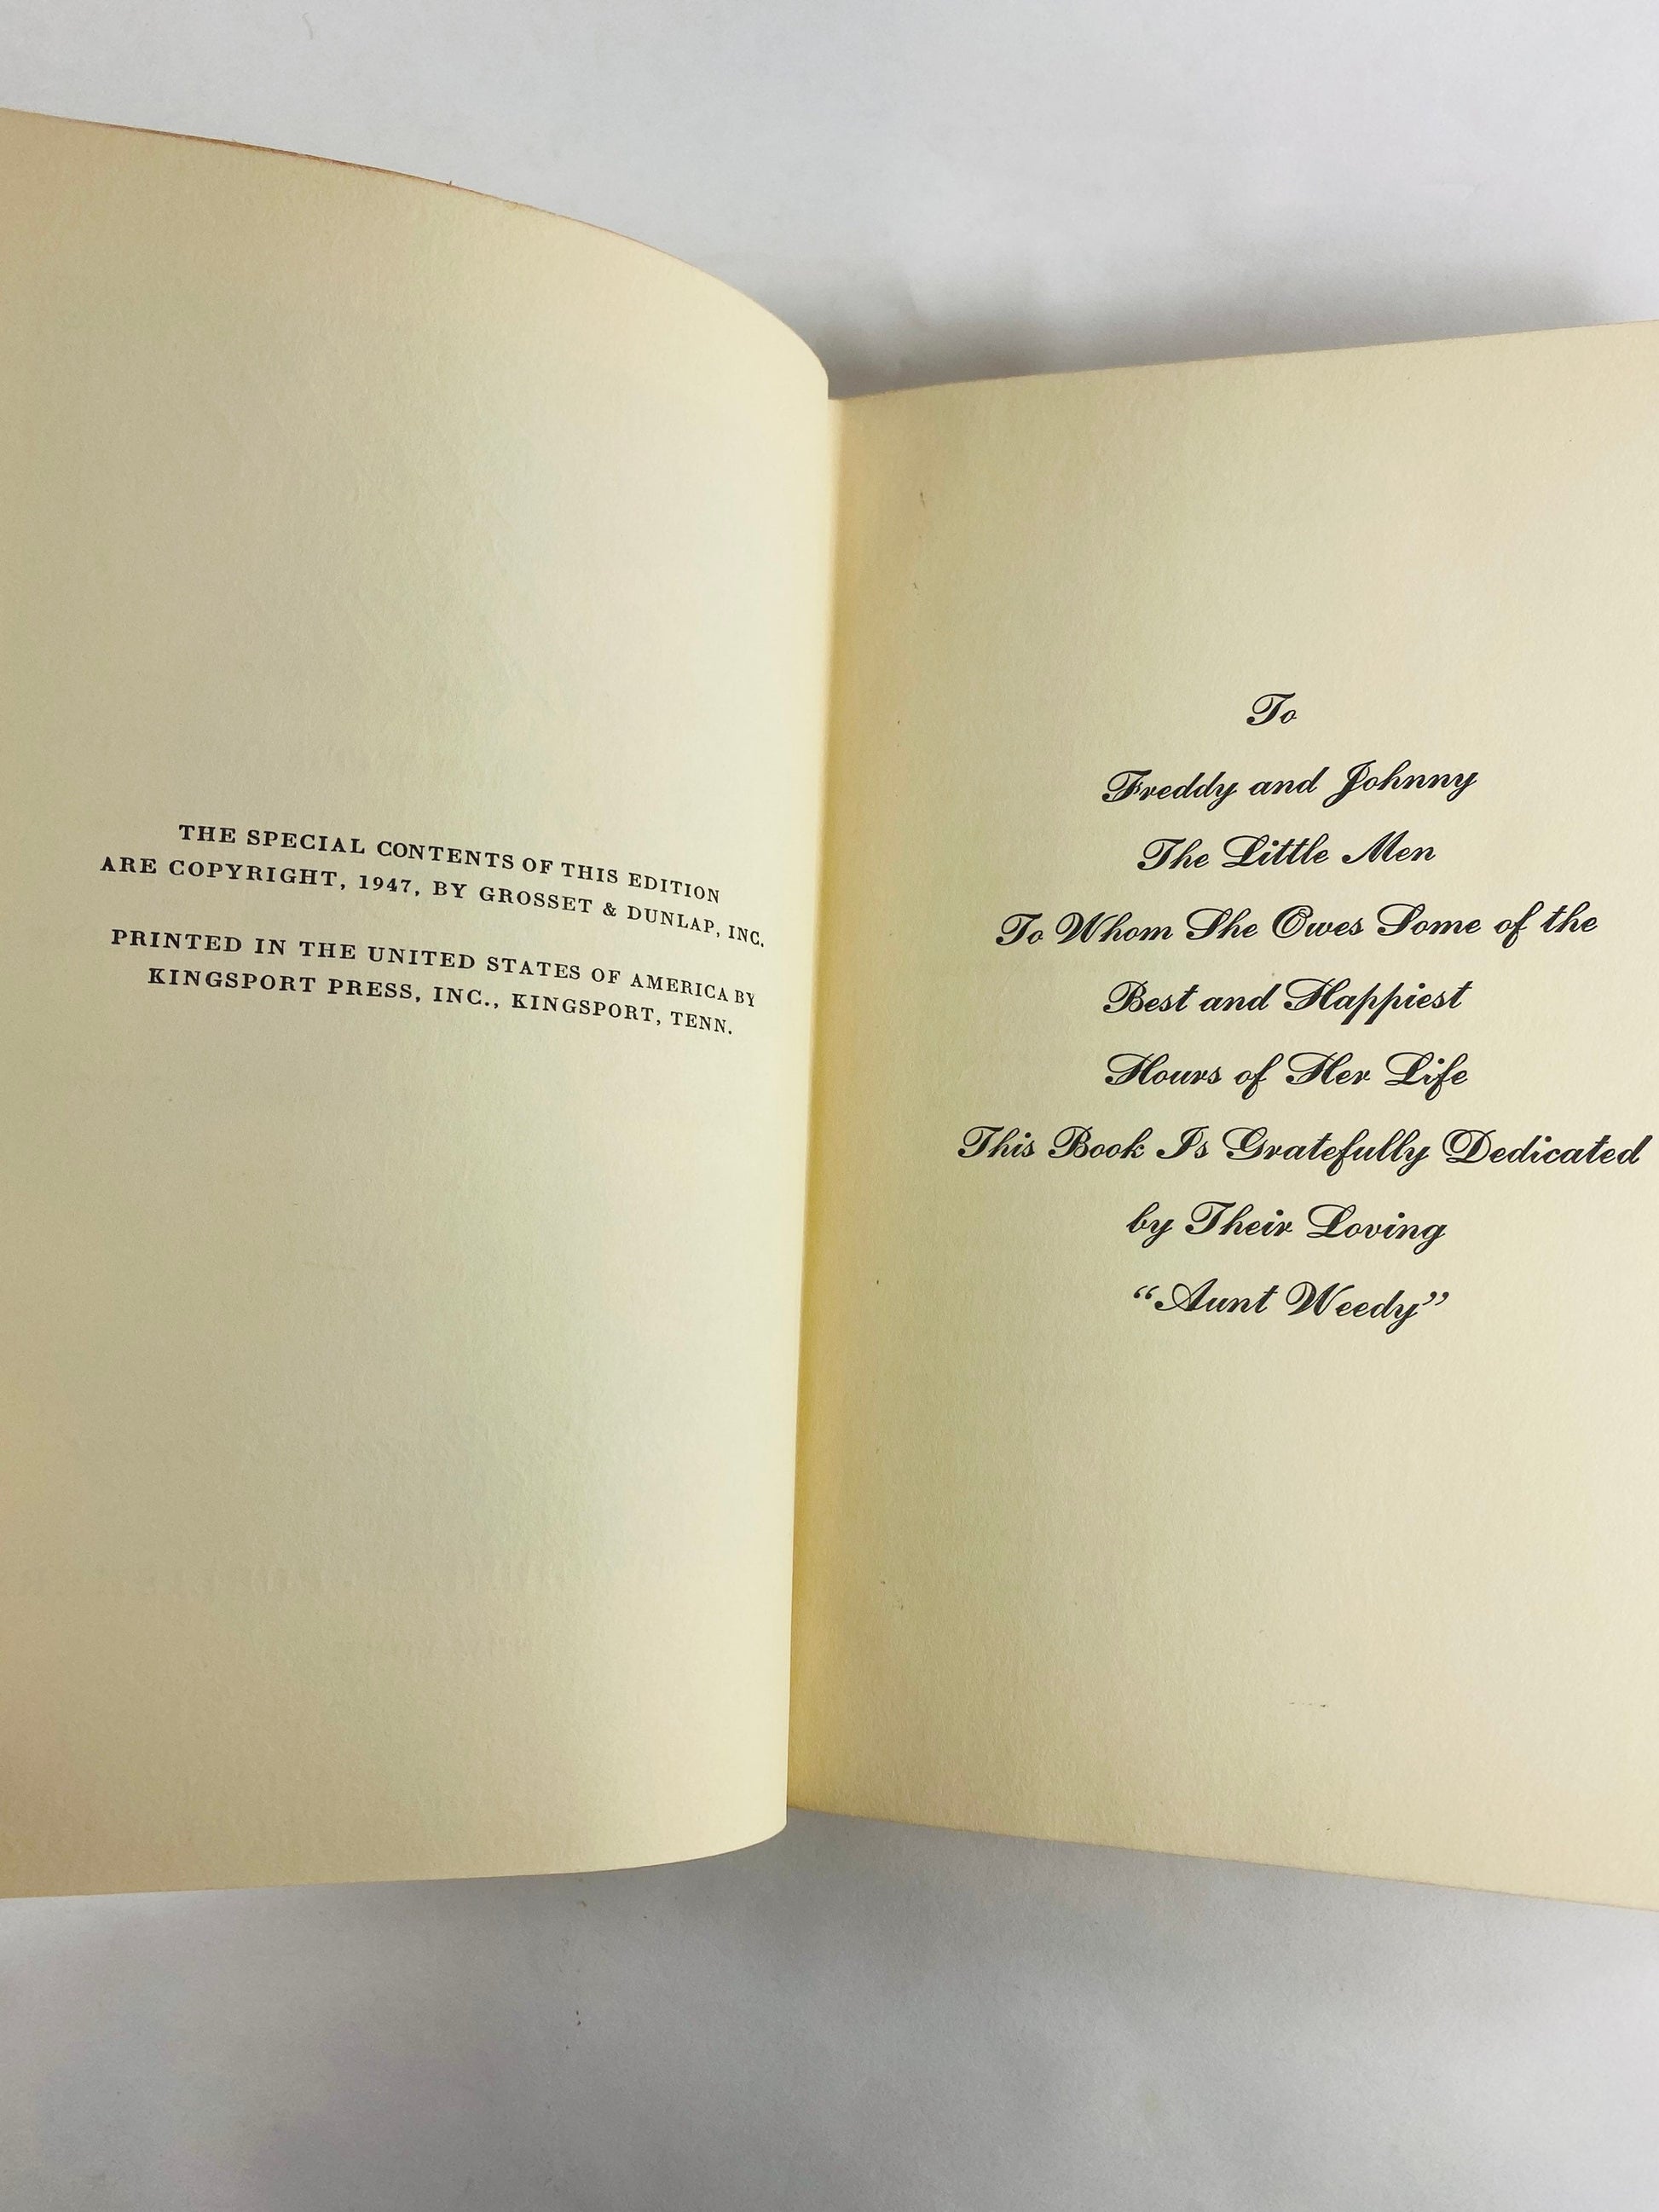 THE SPECIAL CONTENTS OF THIS EDITION
ARE COPYRIGHT, 1947, BY GROSSET & DUNLAP, INC.
PRINTED IN THE UNITED STATES OF AMERICA BY
KINGSPORT PRESS, INC., KINGSPORT, TENN.
To
Freddy and Johnny
The Little Men
To Whom She Owes Some of the
Best and Happiest
Hours of Her Life
This Book Is Gratefully Dedicated
by Their Loving
“Aunt Weedy”